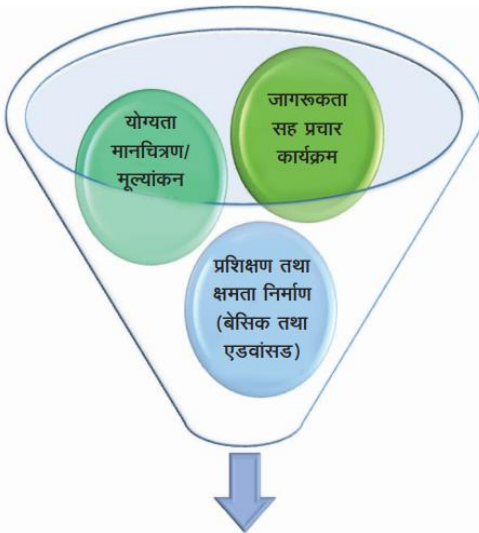 योग्यता
मानचित्रण/
मूल्यांकन
जागरूकता
सह प्रचार
कार्यक्रम
प्रशिक्षण तथा
क्षमता निर्माण
(बेसिक तथा
एडवांसड)